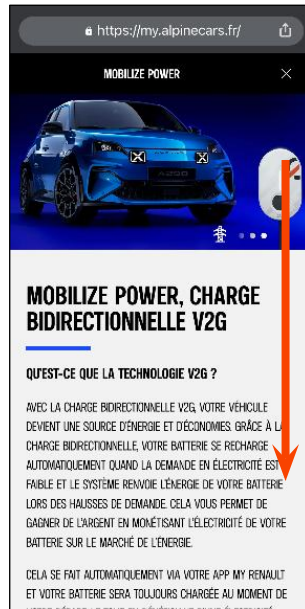 https://my.alpinecars.fr/
MOBILIZE POWER
A290
MOBILIZE POWER, CHARGE
BIDIRECTIONNELLE V2G
QU'EST-CE QUE LA TECHNOLOGIE V2G ?
AVEC LA CHARGE BIDIRECTIONNELLE V2G, VOTRE VÉHICULE
DEVIENT UNE SOURCE D'ÉNERGIE ET D'ÉCONOMIES. GRÂCE À LA
CHARGE BIDIRECTIONNELLE, VOTRE BATTERIE SE RECHARGE
AUTOMATIQUEMENT QUAND LA DEMANDE EN ÉLECTRICITÉ EST
FAIBLE ET LE SYSTÈME RENVOIE L'ÉNERGIE DE VOTRE BATTERIE
LORS DES HAUSSES DE DEMANDE. CELA VOUS PERMET DE
GAGNER DE L'ARGENT EN MONÉTISANT L'ÉLECTRICITÉ DE VOTRE
BATTERIE SUR LE MARCHÉ DE L'ÉNERGIE.
CELA SE FAIT AUTOMATIQUEMENT VIA VOTRE APP MY RENAULT
ET VOTRE BATTERIE SERA TOUJOURS CHARGÉE AU MOMENT DE